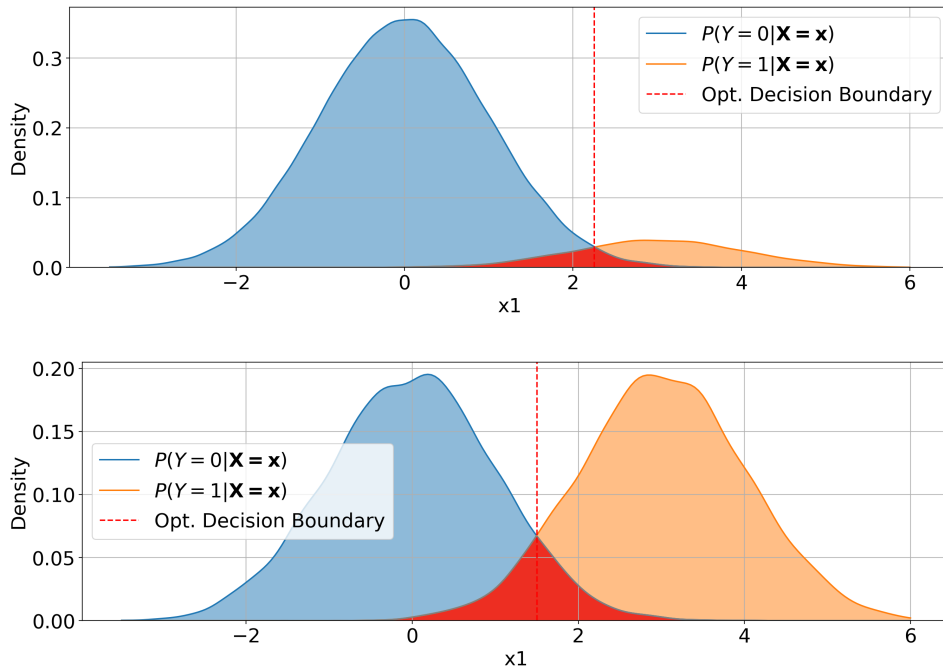 0.3
0.2
0.1
0.0
Density
−2
0
2
4
6
x1
P(Y = 0|X = x)
P(Y = 1|X = x)
Opt. Decision Boundary
0.20
0.15
0.10
0.05
0.00
Density
−2
0
2
4
6
x1
P(Y = 0|X = x)
P(Y = 1|X = x)
Opt. Decision Boundary